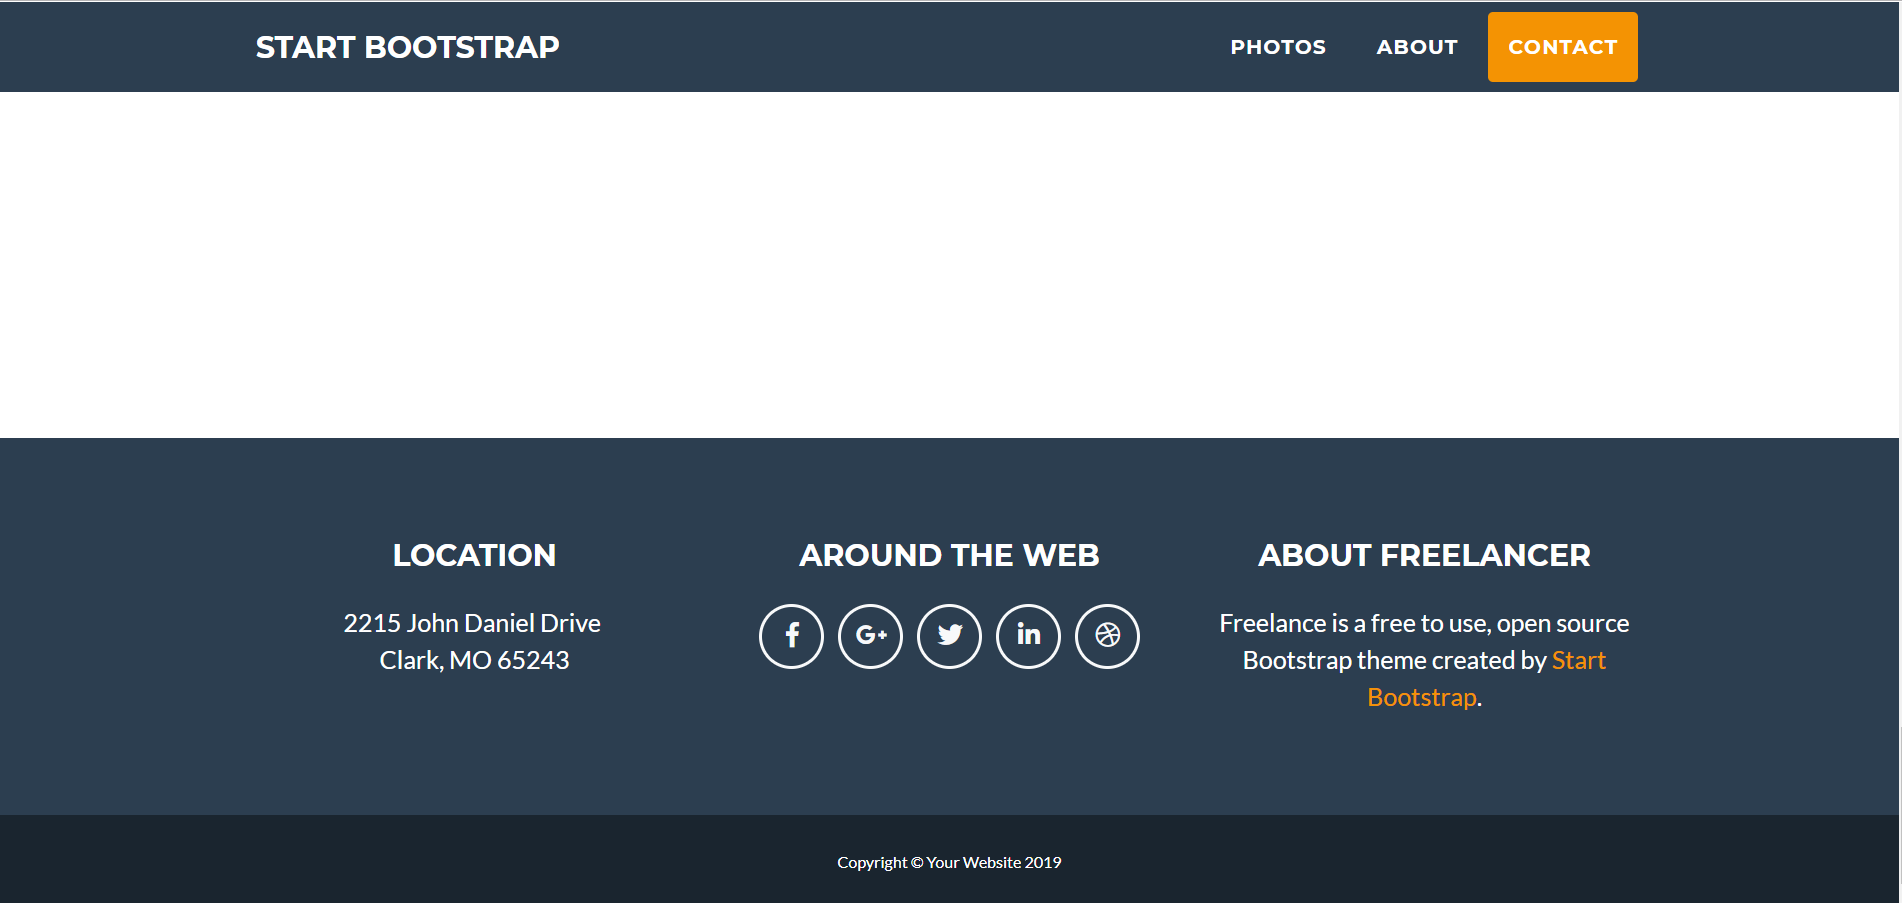 START BOOTSTRAP
PHOTOS
ABOUT
CONTACT
LOCATION
2215 John Daniel Drive
Clark, MO 65243
AROUND THE WEB
ABOUT FREELANCER
Freelance is a free to use, open source
Bootstrap theme created by Start
Bootstrap.
Copyright © Your Website 2019